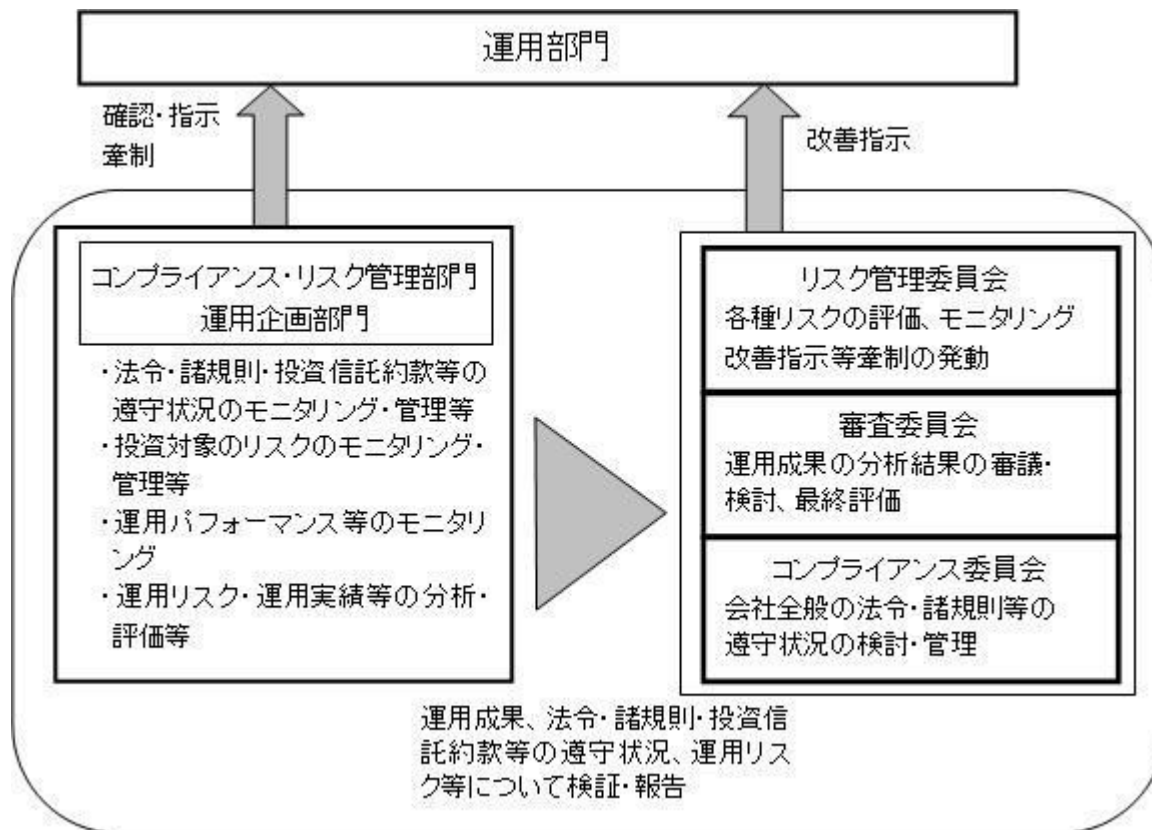 運用部門
確認・指示
牽制
改善指示
コンプライアンス・リスク管理部門
運用企画部門
・法令・諸規則・投資信託約款等の
遵守状況のモニタリング・管理等
・投資対象のリスクのモニタリング・
管理等
・運用パフォーマンス等のモニタリ
ング
・運用リスク・運用実績等の分析・
評価等
リスク管理委員会
各種リスクの評価、モニタリング
改善指示等牽制の発動
審査委員会
運用成果の分析結果の審議・
検討、最終評価
コンプライアンス委員会
会社全般の法令・諸規則等の
遵守状況の検討・管理
運用成果、法令・諸規則・投資信
託約款等の遵守状況、運用リス
ク等について検証・報告